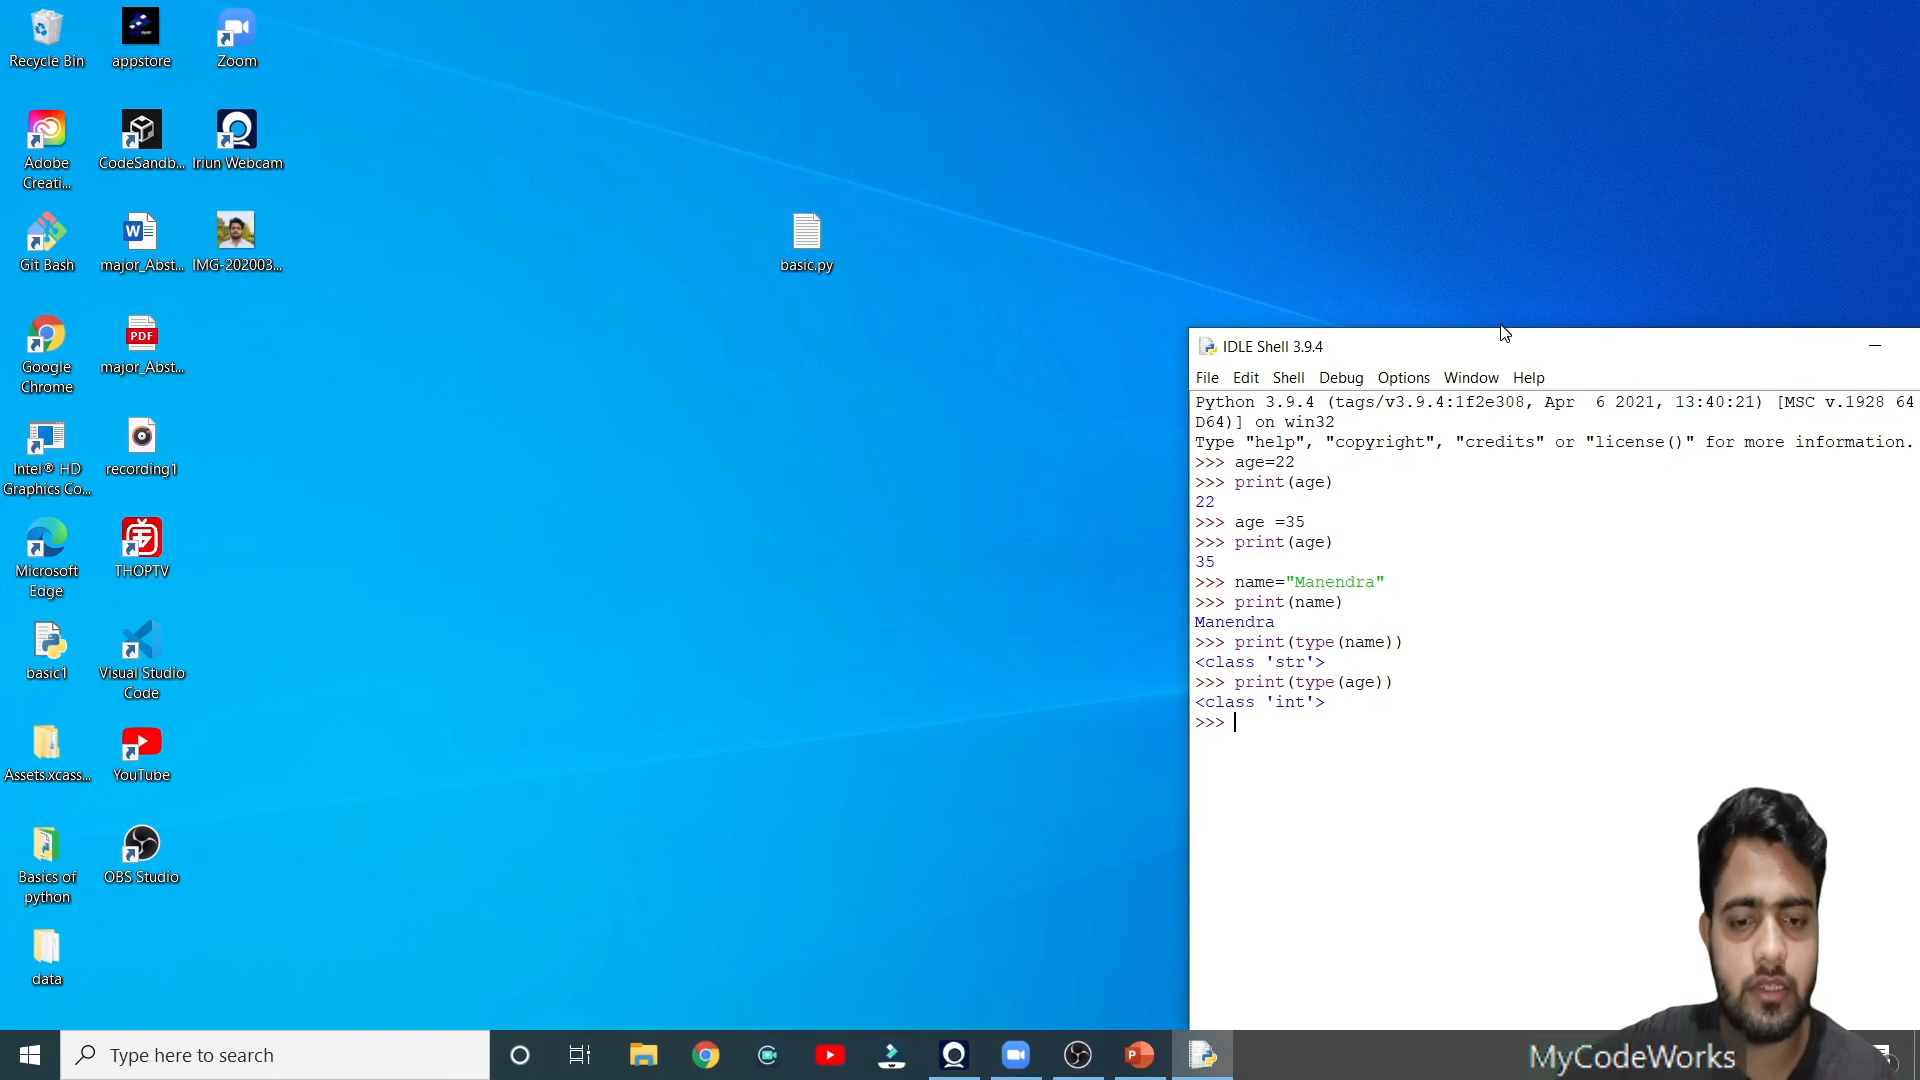 Recycle Bin
appstore
Zoom
Adobe
Creati...
CodeSandb...
Iriun Webcam
Git Bash
W
major_Abst...
IMG-202003...
basic.py
Google
Chrome
PDF
major_Abst...
Intel® HD
Graphics Co...
recording1
Microsoft
Edge
THOPTV
basic1
Visual Studio
Code
Assets.xcass...
YouTube
Basics of
python
OBS Studio
data
IDLE Shell 3.9.4
File Edit Shell Debug Options Window Help
Python 3.9.4 (tags/v3.9.4:1f2e308, Apr  6 2021, 13:40:21) [MSC v.1928 64
D64)] on win32
Type "help", "copyright", "credits" or "license()" for more information.
>>> age=22
>>> print(age)
22
>>> age =35
>>> print(age)
35
>>> name="Manendra"
>>> print(name)
Manendra
>>> print(type(name))
<class 'str'>
>>> print(type(age))
<class 'int'>
>>>
Type here to search
MyCodeWorks